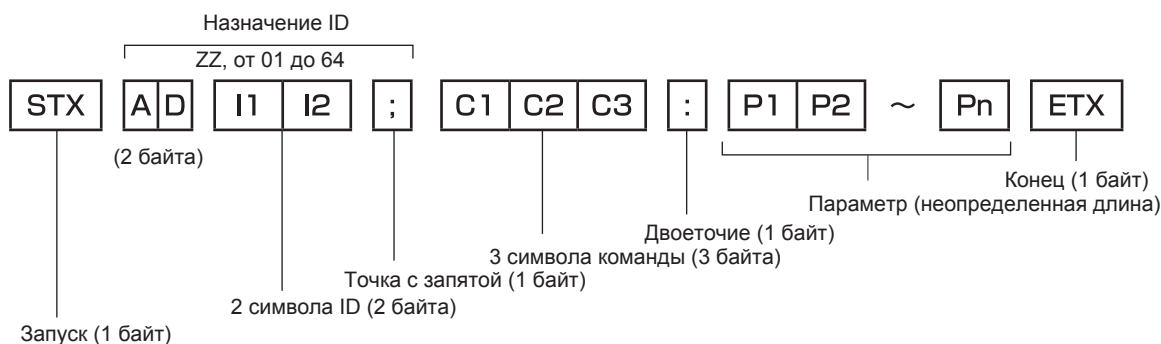 Назначение ID
ZZ, от 01 до 64
STX A D I1 I2 ; C1 C2 C3 : P1 P2 ~ Pn ETX
(2 байта)
Конец (1 байт)
Параметр (неопределенная длина)
Двоеточие (1 байт)
3 символа команды (3 байта)
Точка с запятой (1 байт)
2 символа ID (2 байта)
Запуск (1 байт)